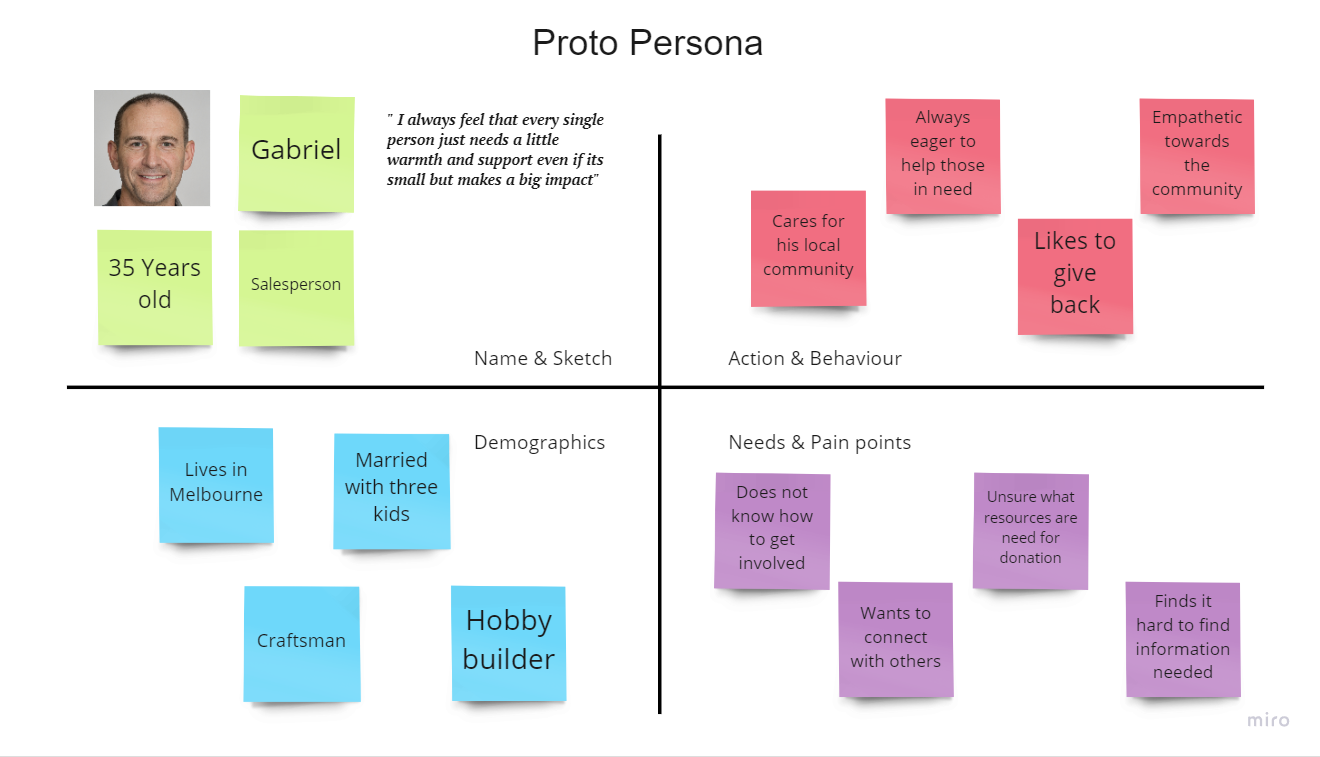 Proto Persona
Gabriel
" I always feel that every single
person just needs a little
warmth and support even if its
small but makes a big impact"
35 Years
old
Salesperson
Name & Sketch
Always
eager to
help those
in need
Empathetic
towards
the
community
Cares for
his local
community
Likes to
give
back
Action & Behaviour
Demographics
Lives in
Melbourne
Married
with three
kids
Craftsman
Hobby
builder
Needs & Pain points
Does not
know how
to get
involved
Unsure what
resources are
need for
donation
Wants to
connect
with others
Finds it
hard to find
information
needed
miro